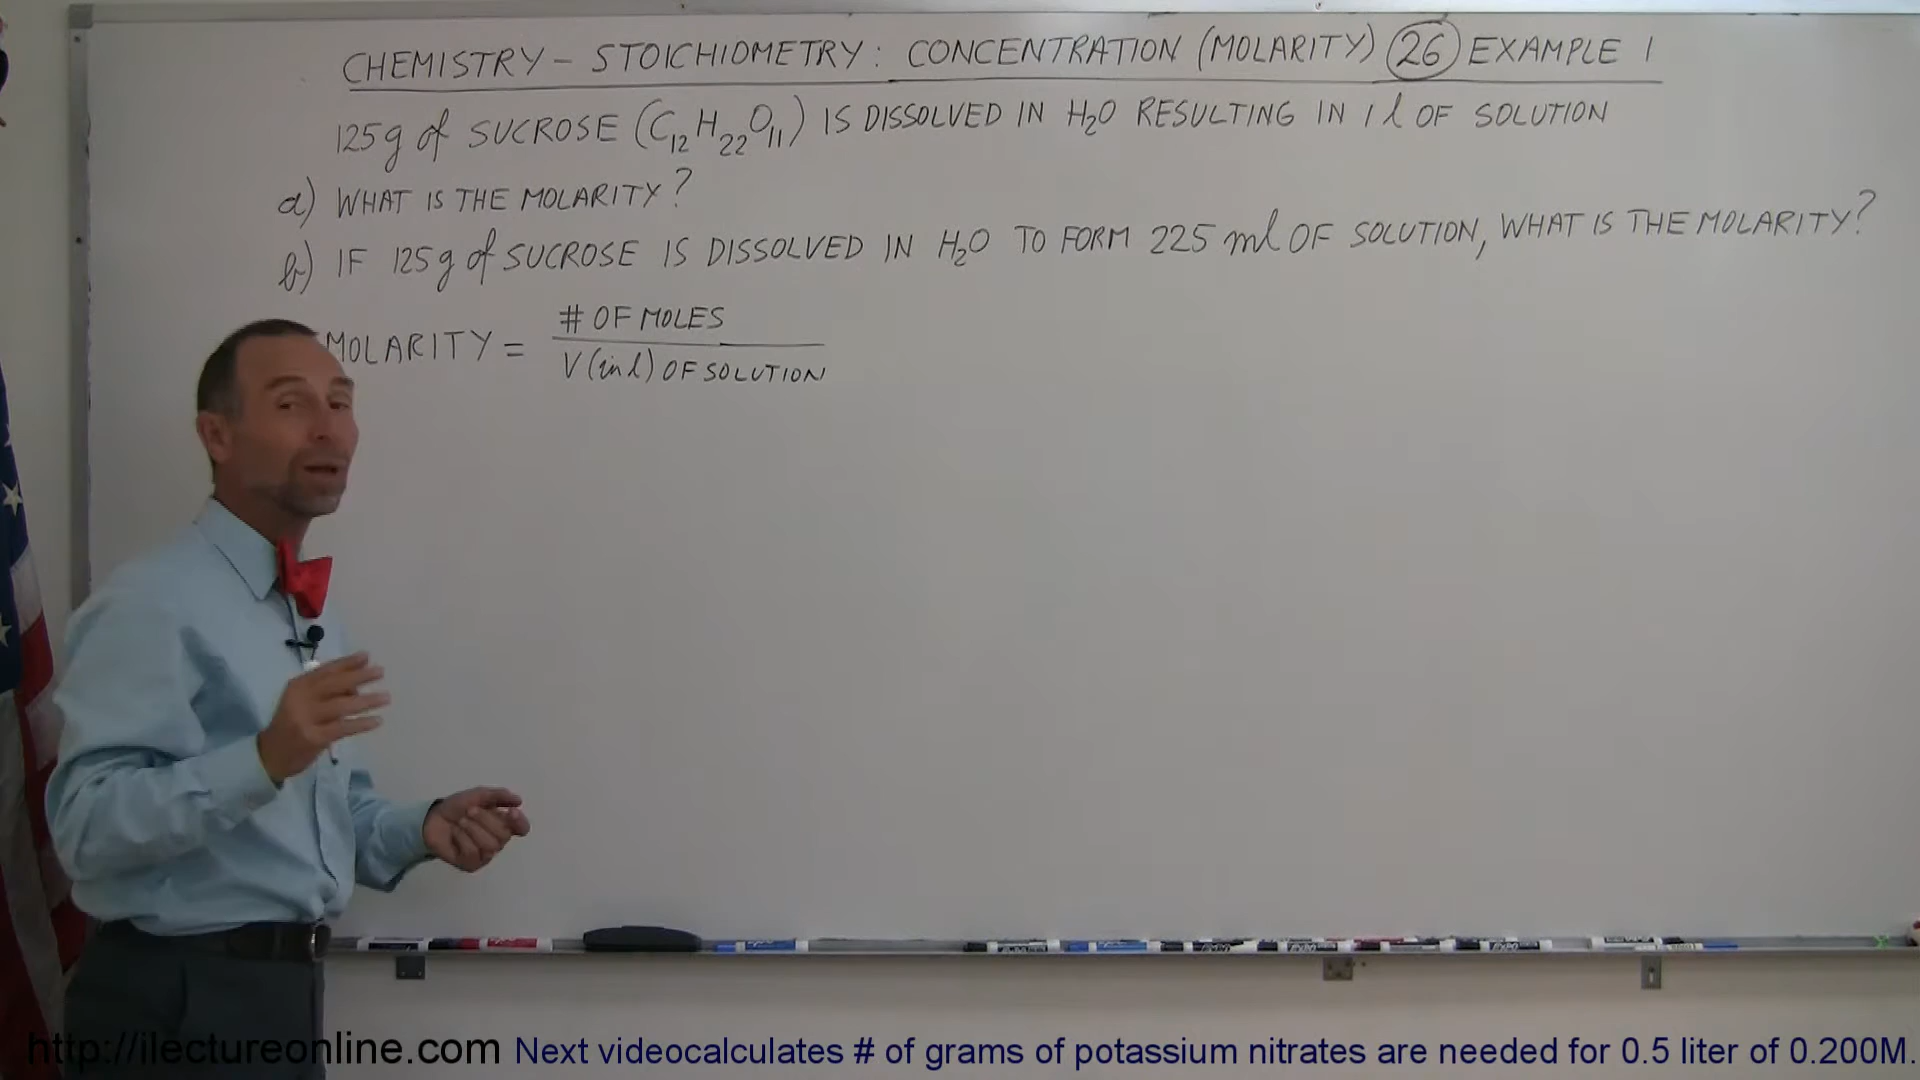 CHEMISTRY - STOICHIOMETRY: CONCENTRATION (MOLARITY) 26 EXAMPLE 1
125g of SUCROSE (C12H22O11) IS DISSOLVED IN H2O RESULTING IN 1 l OF SOLUTION
a) WHAT IS THE MOLARITY?
b) IF 125g of SUCROSE IS DISSOLVED IN H2O TO FORM 225 ml OF SOLUTION, WHAT IS THE MOLARITY?
MOLARITY = # OF MOLES
V (in l) OF SOLUTION
http://ilectureonline.com Next videocalculates # of grams of potassium nitrates are needed for 0.5 liter of 0.200M.